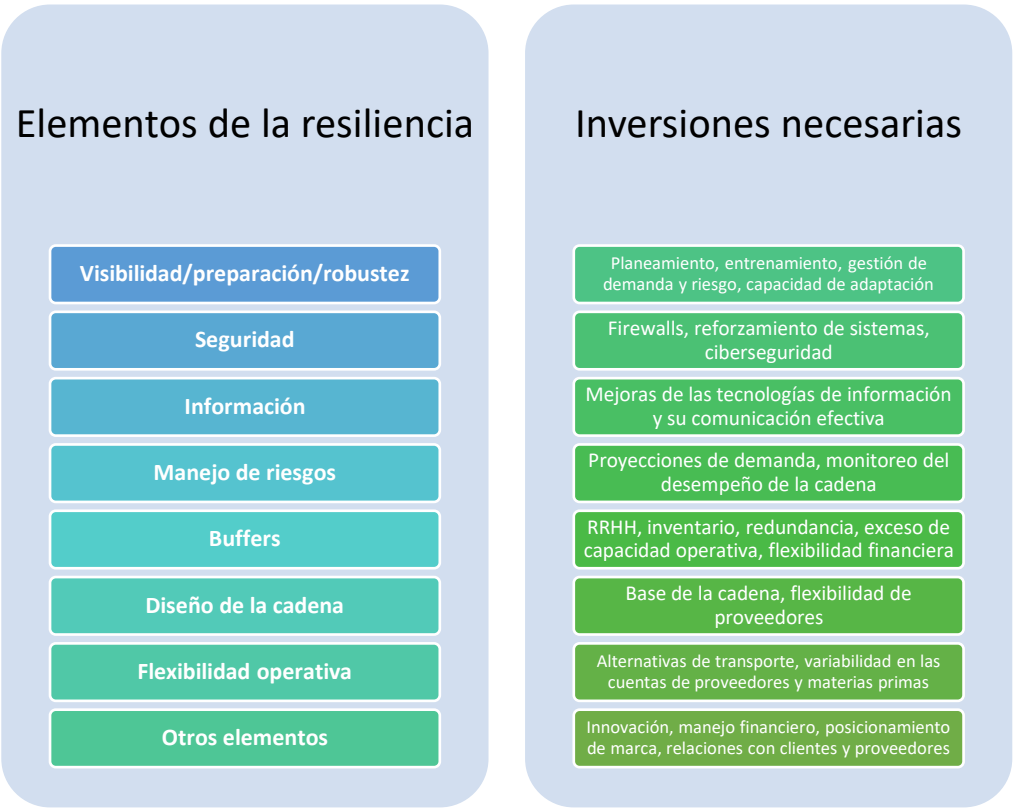 Elementos de la resiliencia
Visibilidad/preparación/robustez
Seguridad
Información
Manejo de riesgos
Buffers
Diseño de la cadena
Flexibilidad operativa
Otros elementos
Inversiones necesarias
Planeamiento, entrenamiento, gestión de
demanda y riesgo, capacidad de adaptación
Firewalls, reforzamiento de sistemas,
ciberseguridad
Mejoras de las tecnologías de información
y su comunicación efectiva
Proyecciones de demanda, monitoreo del
desempeño de la cadena
RRHH, inventario, redundancia, exceso de
capacidad operativa, flexibilidad financiera
Base de la cadena, flexibilidad de
proveedores
Alternativas de transporte, variabilidad en las
cuentas de proveedores y materias primas
Innovación, manejo financiero, posicionamiento
de marca, relaciones con clientes y proveedores